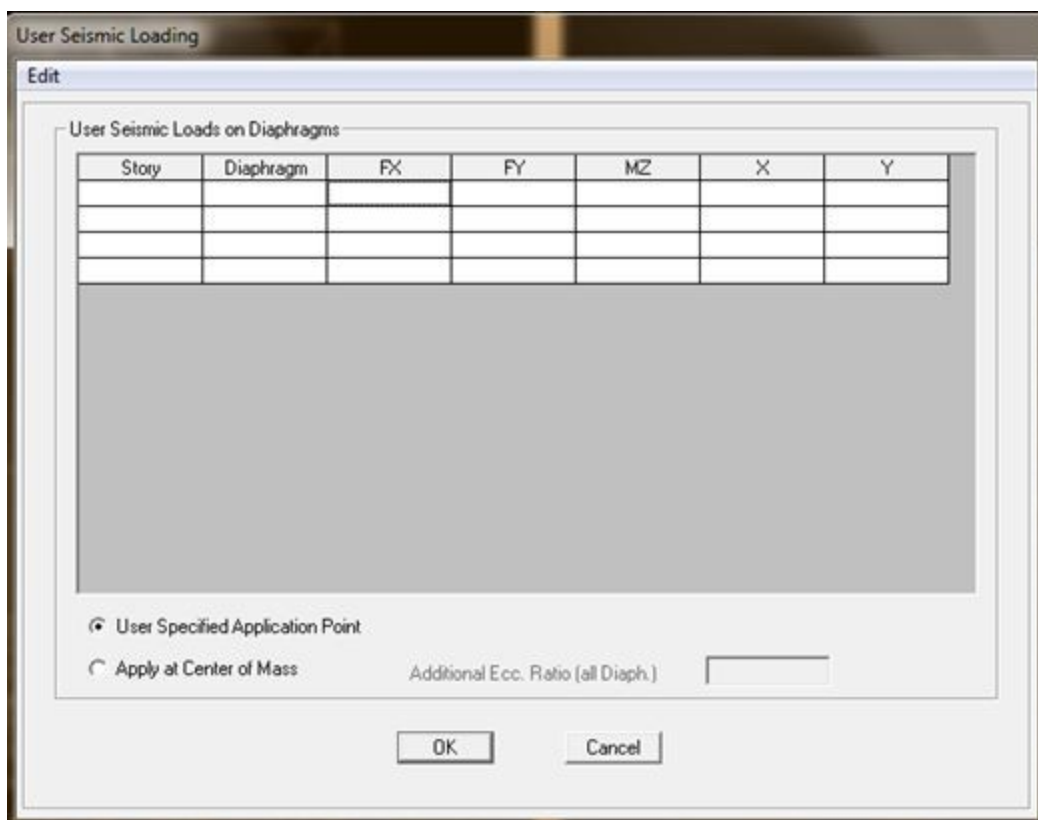 User Seismic Loading
Edit
User Seismic Loads on Diaphragms
Story Diaphragm FX FY MZ X Y
User Specified Application Point
Apply at Center of Mass Additional Ecc. Ratio (all Diaph.)
OK Cancel